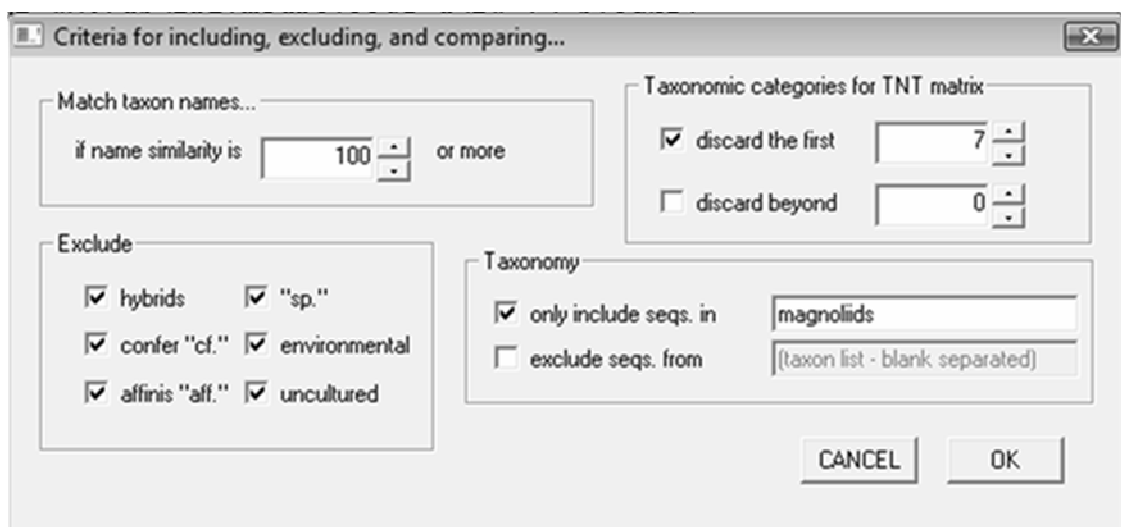 Criteria for including, excluding, and comparing...
Match taxon names...
if name similarity is 100 or more
Taxonomic categories for TNT matrix
discard the first 7
discard beyond 0
Exclude
hybrids "sp."
confer "cf." environmental
affinis "aff." uncultured
Taxonomy
only include seqs. in magnoliids
exclude seqs. from (taxon list - blank separated)
CANCEL OK